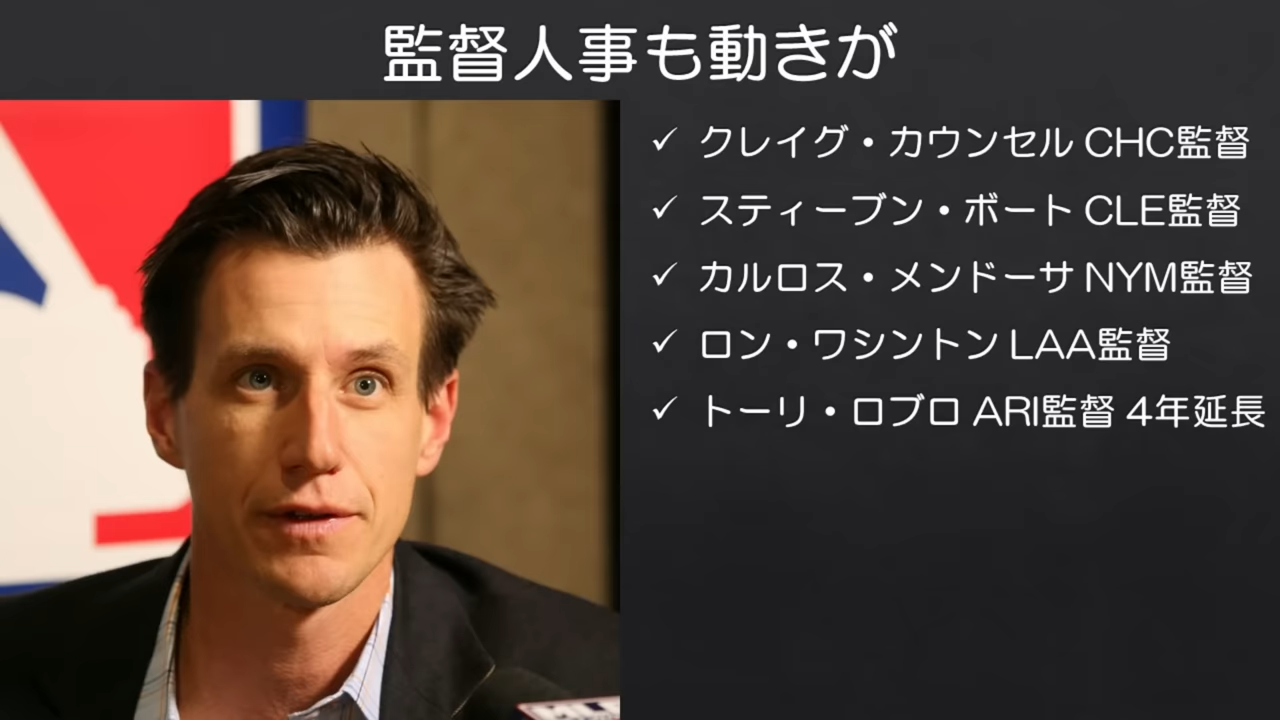 監督人事も動きが
✓ クレイグ・カウンセル CHC監督
✓ スティーブン・ボート CLE監督
✓ カルロス・メンドーサ NYM監督
✓ ロン・ワシントン LAA監督
✓ トーリ・ロブロ ARI監督 4年延長